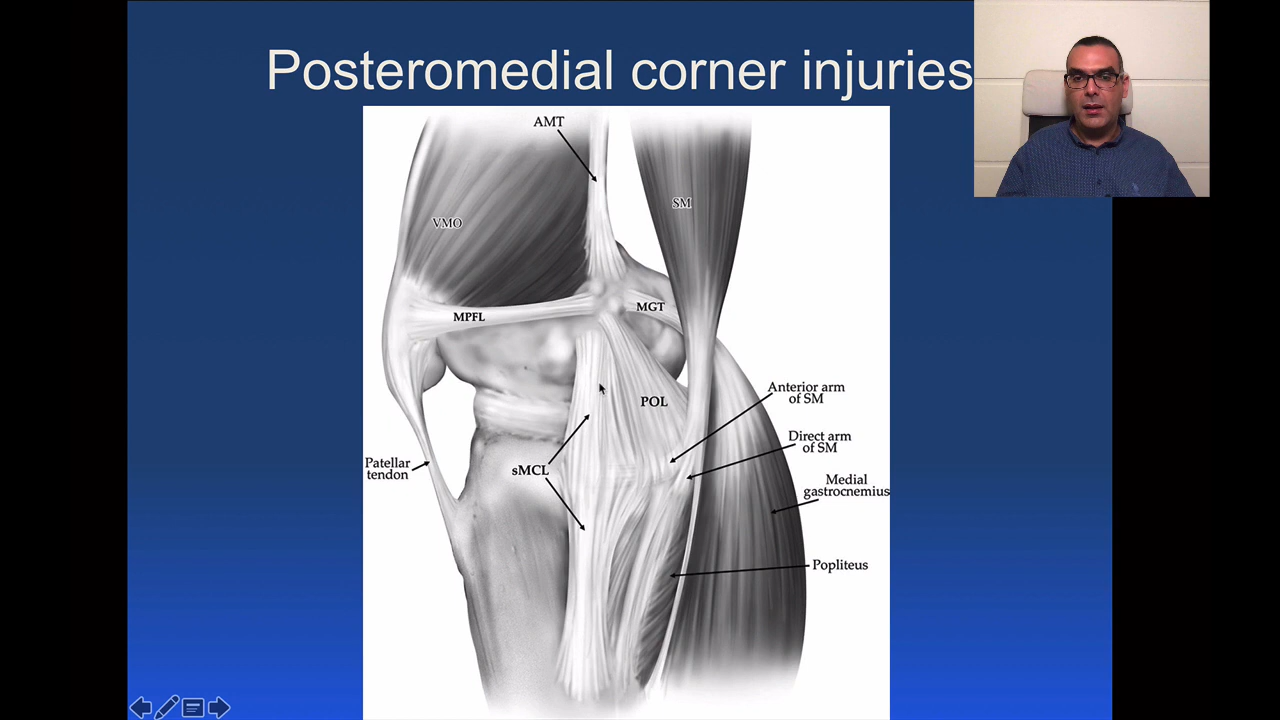 Posteromedial corner injuries
AMT
VMO
SM
MPFL
MGT
POL
Anterior arm
of SM
Direct arm
of SM
Patellar
tendon
sMCL
Medial
gastrocnemius
Popliteus